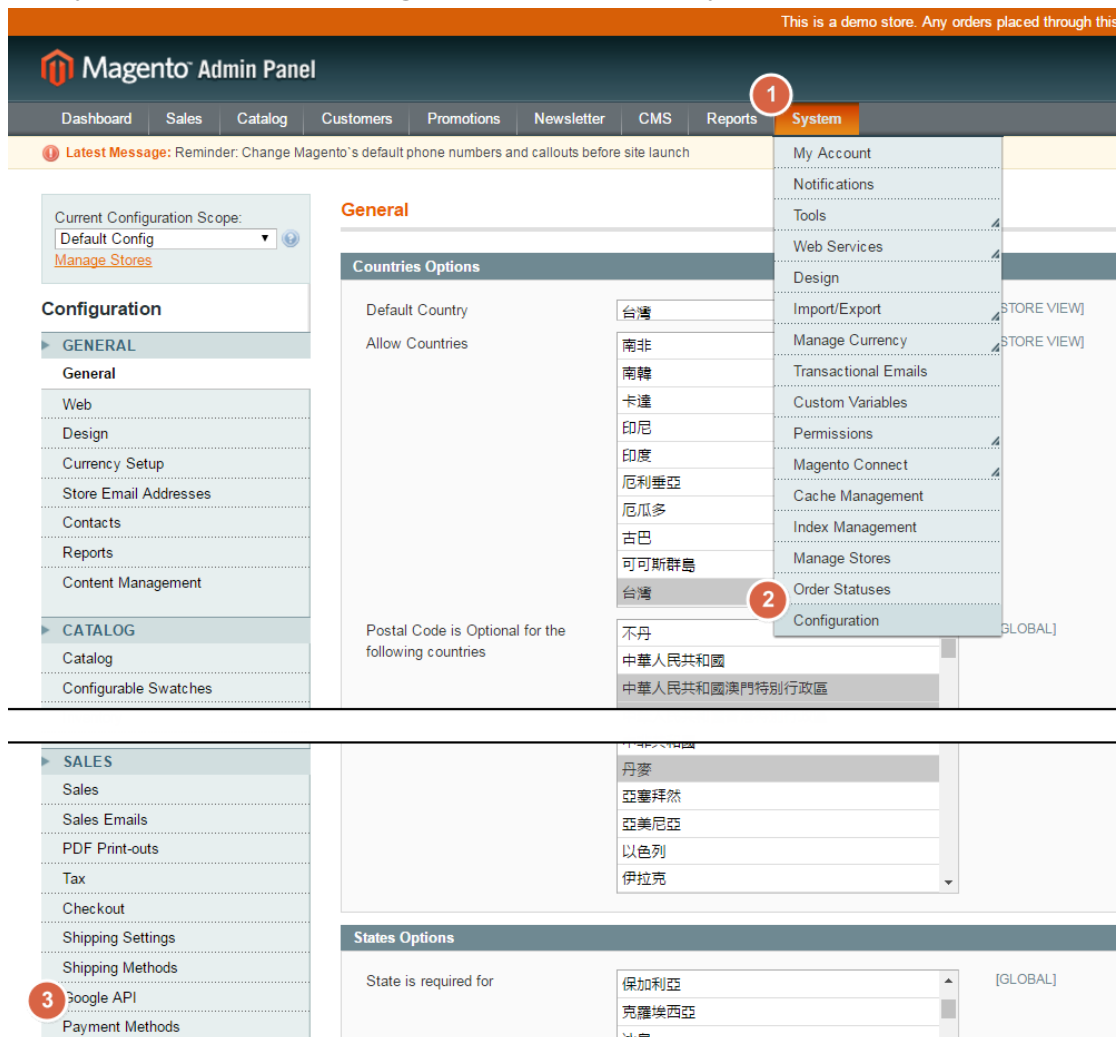 This is a demo store. Any orders placed through this
Magento Admin Panel
1
Dashboard Sales Catalog Customers Promotions Newsletter CMS Reports System
Latest Message: Reminder: Change Magento`s default phone numbers and callouts before site launch
My Account
Notifications
Tools
Web Services
Design
Import/Export
Manage Currency
Transactional Emails
Custom Variables
Permissions
Magento Connect
Cache Management
Index Management
Manage Stores
Order Statuses
2
Configuration
Current Configuration Scope:
Default Config
Manage Stores
Configuration
GENERAL
General
Web
Design
Currency Setup
Store Email Addresses
Contacts
Reports
Content Management
CATALOG
Catalog
Configurable Swatches
General
Countries Options
Default Country
台灣
STORE VIEW]
Allow Countries
STORE VIEW]
南非
南韓
卡達
印尼
印度
厄利垂亞
厄瓜多
古巴
可可斯群島
台灣
Postal Code is Optional for the
following countries
GLOBAL]
不丹
中華人民共和國
中華人民共和國澳門特別行政區
SALES
Sales
Sales Emails
PDF Print-outs
Tax
Checkout
Shipping Settings
Shipping Methods
3
Google API
Payment Methods
丹麥
亞塞拜然
亞美尼亞
以色列
伊拉克
States Options
State is required for
[GLOBAL]
保加利亞
克羅埃西亞